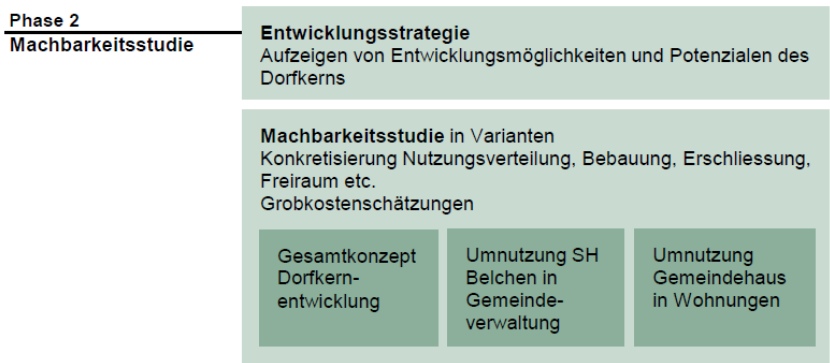 Phase 2
Machbarkeitsstudie
Entwicklungsstrategie
Aufzeigen von Entwicklungsmöglichkeiten und Potenzialen des
Dorfkerns
Machbarkeitsstudie in Varianten
Konkretisierung Nutzungsverteilung, Bebauung, Erschliessung,
Freiraum etc.
Grobkostenschätzungen
Gesamtkonzept
Dorfkern-
entwicklung
Umnutzung SH
Belchen in
Gemeinde-
verwaltung
Umnutzung
Gemeindehaus
in Wohnungen